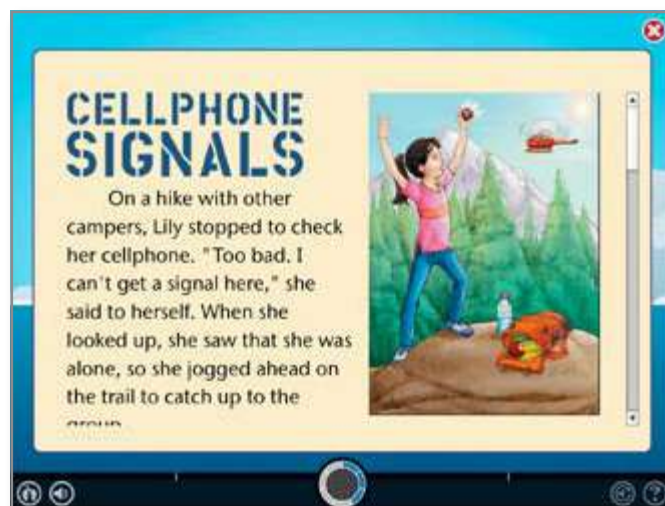 CELLPHONE
SIGNALS
On a hike with other
campers, Lily stopped to check
her cellphone. "Too bad. I
can't get a signal here," she
said to herself. When she
looked up, she saw that she was
alone, so she jogged ahead on
the trail to catch up to the
group
?